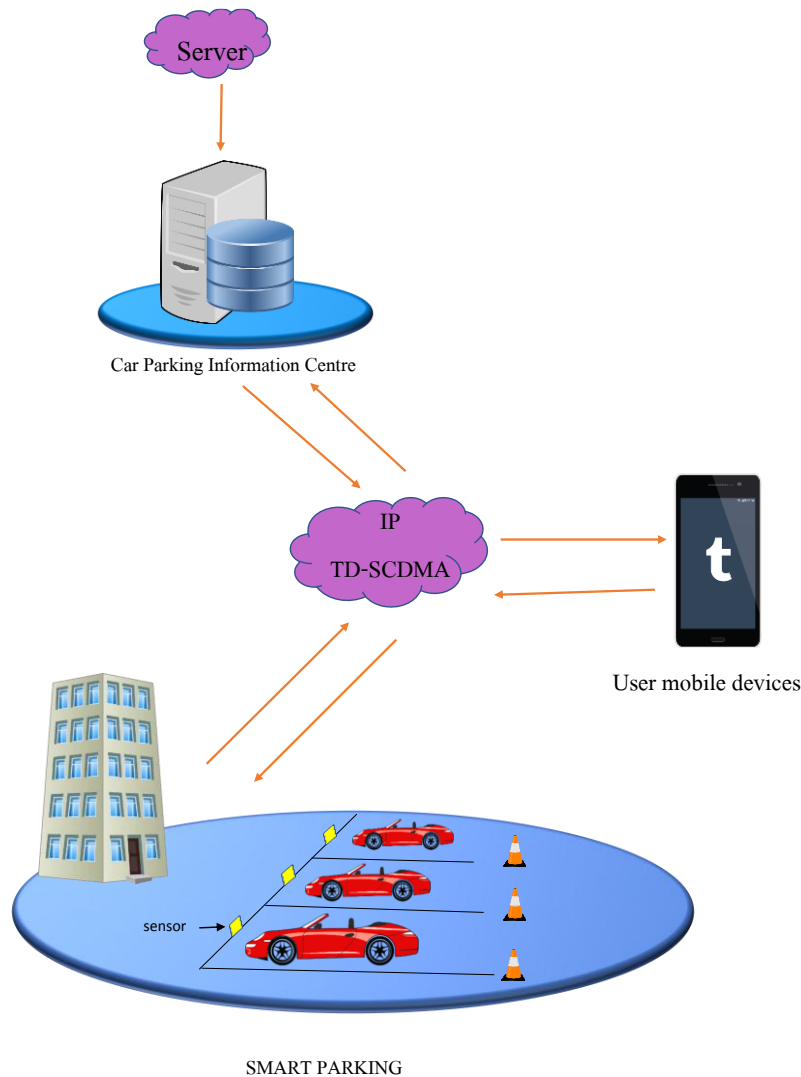 Server
Car Parking Information Centre
IP
TD-SCDMA
t
User mobile devices
sensor
SMART PARKING